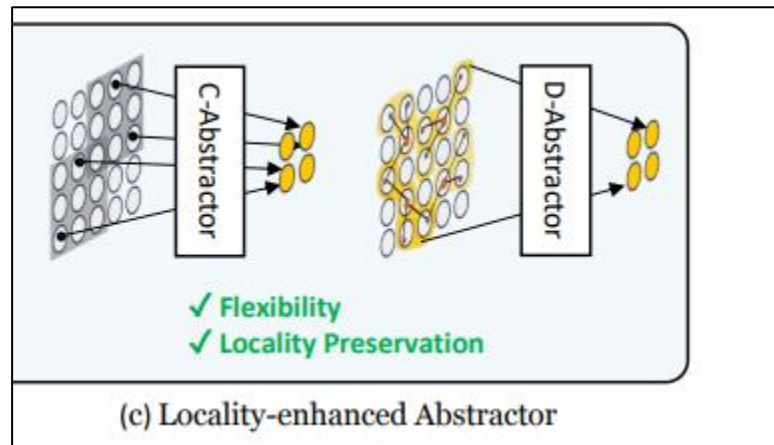 C-Abstractor
D-Abstractor
✓ Flexibility
✓ Locality Preservation
(c) Locality-enhanced Abstractor